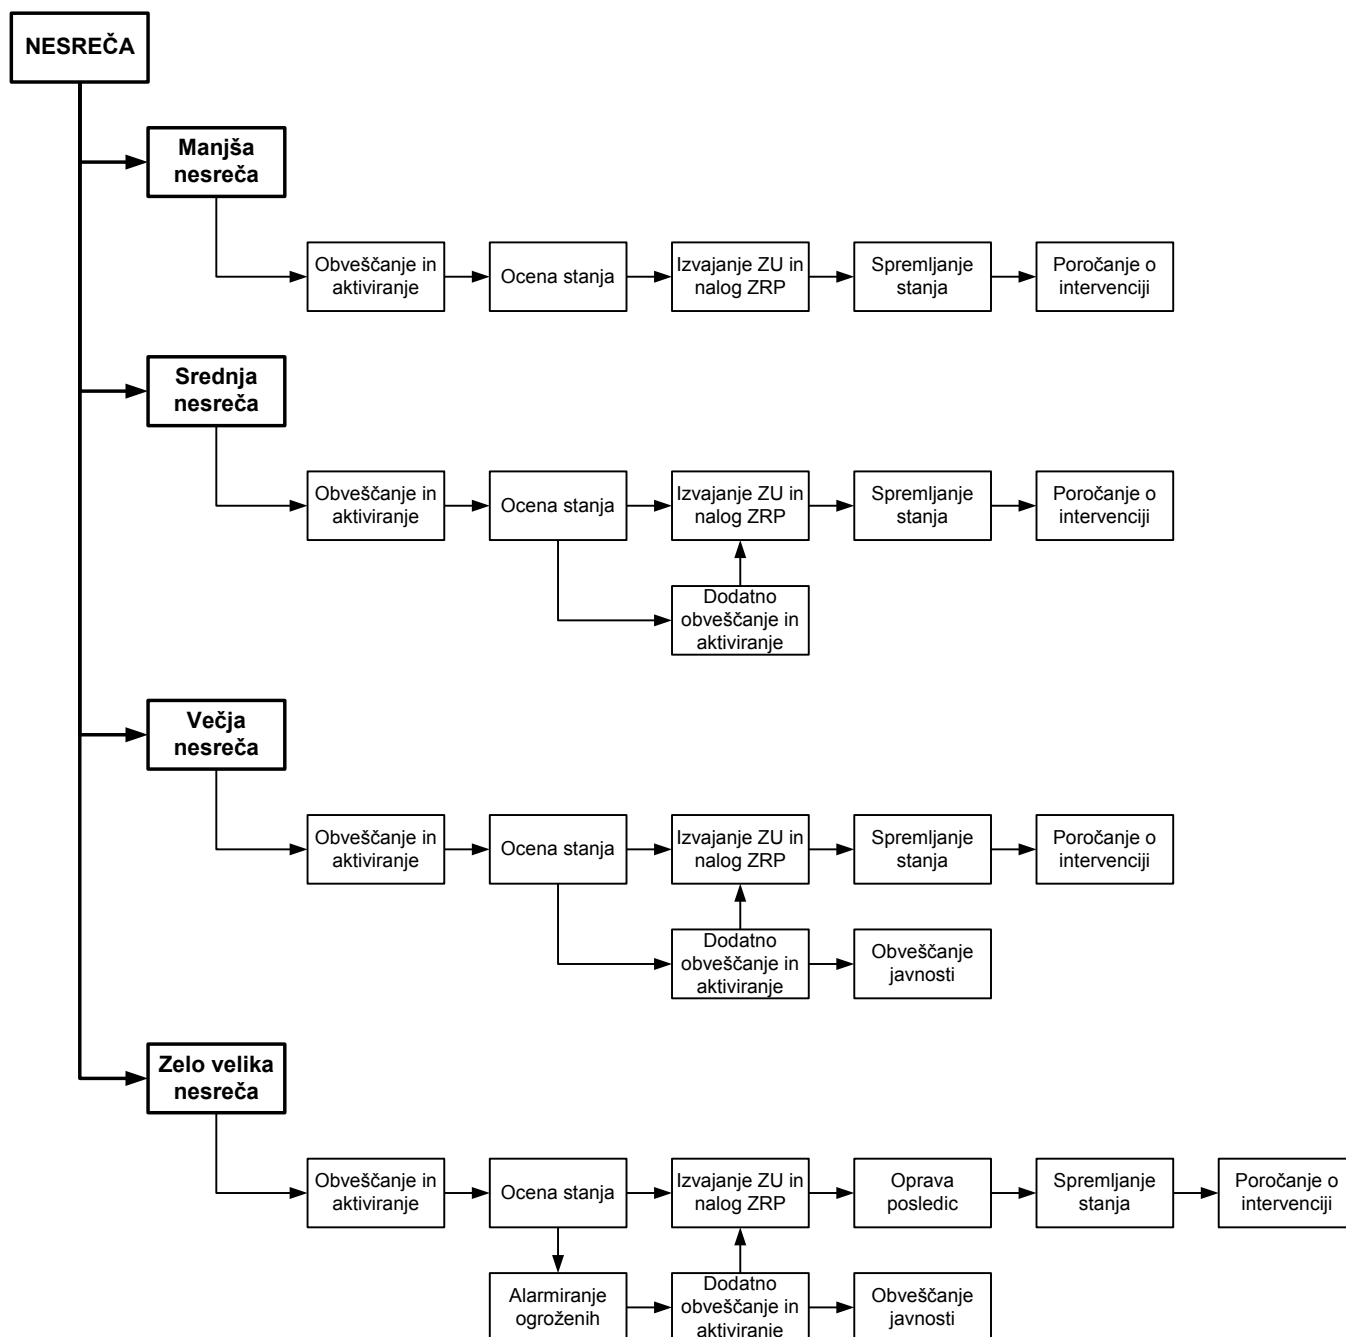 NESREČA
Manjša
nesreča
Obveščanje in
aktiviranje
Ocena stanja
Izvajanje ZU in
nalog ZRP
Spremljanje
stanja
Poročanje o
intervenciji
Srednja
nesreča
Obveščanje in
aktiviranje
Ocena stanja
Izvajanje ZU in
nalog ZRP
Spremljanje
stanja
Poročanje o
intervenciji
Dodatno
obveščanje in
aktiviranje
Večja
nesreča
Obveščanje in
aktiviranje
Ocena stanja
Izvajanje ZU in
nalog ZRP
Spremljanje
stanja
Poročanje o
intervenciji
Dodatno
obveščanje in
aktiviranje
Obveščanje
javnosti
Zelo velika
nesreča
Obveščanje in
aktiviranje
Ocena stanja
Izvajanje ZU in
nalog ZRP
Oprava
posledic
Spremljanje
stanja
Poročanje o
intervenciji
Alarmiranje
ogroženih
Dodatno
obveščanje in
aktiviranje
Obveščanje
javnosti